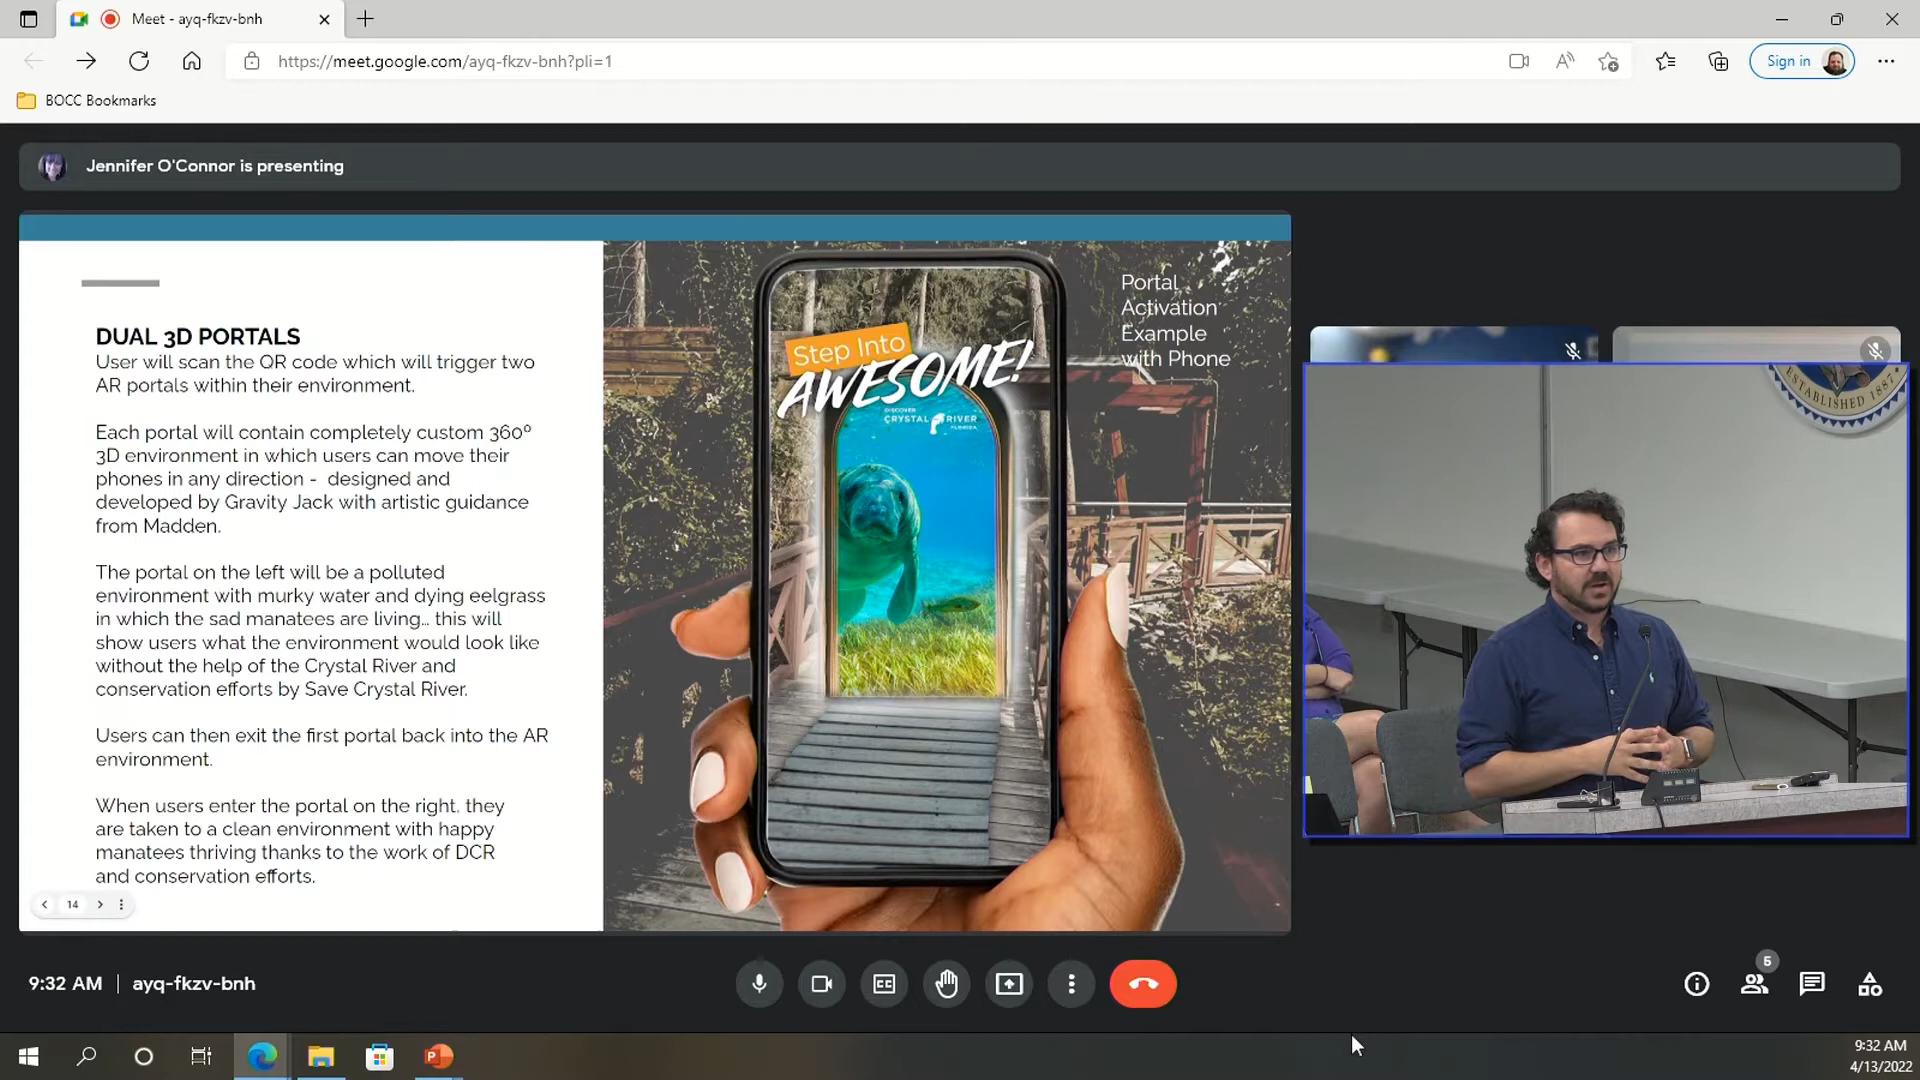 Meet - ayq-fkzv-bnh
https://meet.google.com/ayq-fkzv-bnh?pli=1
Sign in
BOCC Bookmarks
Jennifer O'Connor is presenting
DUAL 3D PORTALS
User will scan the QR code which will trigger two
AR portals within their environment.
Each portal will contain completely custom 360º
3D environment in which users can move their
phones in any direction - designed and
developed by Gravity Jack with artistic guidance
from Madden.
The portal on the left will be a polluted
environment with murky water and dying eelgrass
in which the sad manatees are living... this will
show users what the environment would look like
without the help of the Crystal River and
conservation efforts by Save Crystal River.
Users can then exit the first portal back into the AR
environment.
When users enter the portal on the right, they
are taken to a clean environment with happy
manatees thriving thanks to the work of DCR
and conservation efforts.
14
Step Into
AWESOME!
DISCOVER
CRYSTAL RIVER
FLORIDA
Portal
Activation
Example
with Phone
ESTABLISHED 1887
9:32 AM | ayq-fkzv-bnh
5
9:32 AM
4/13/2022